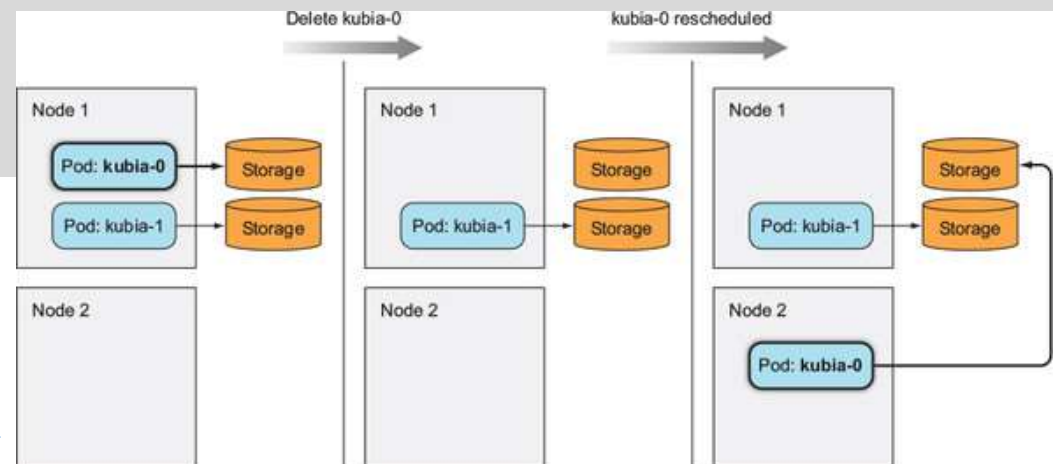 Delete kubia-0
kubia-0 rescheduled
Node 1
Pod: kubia-0
Storage
Pod: kubia-1
Storage
Node 2
Node 1
Storage
Pod: kubia-1
Storage
Node 2
Node 1
Storage
Pod: kubia-1
Storage
Node 2
Pod: kubia-0